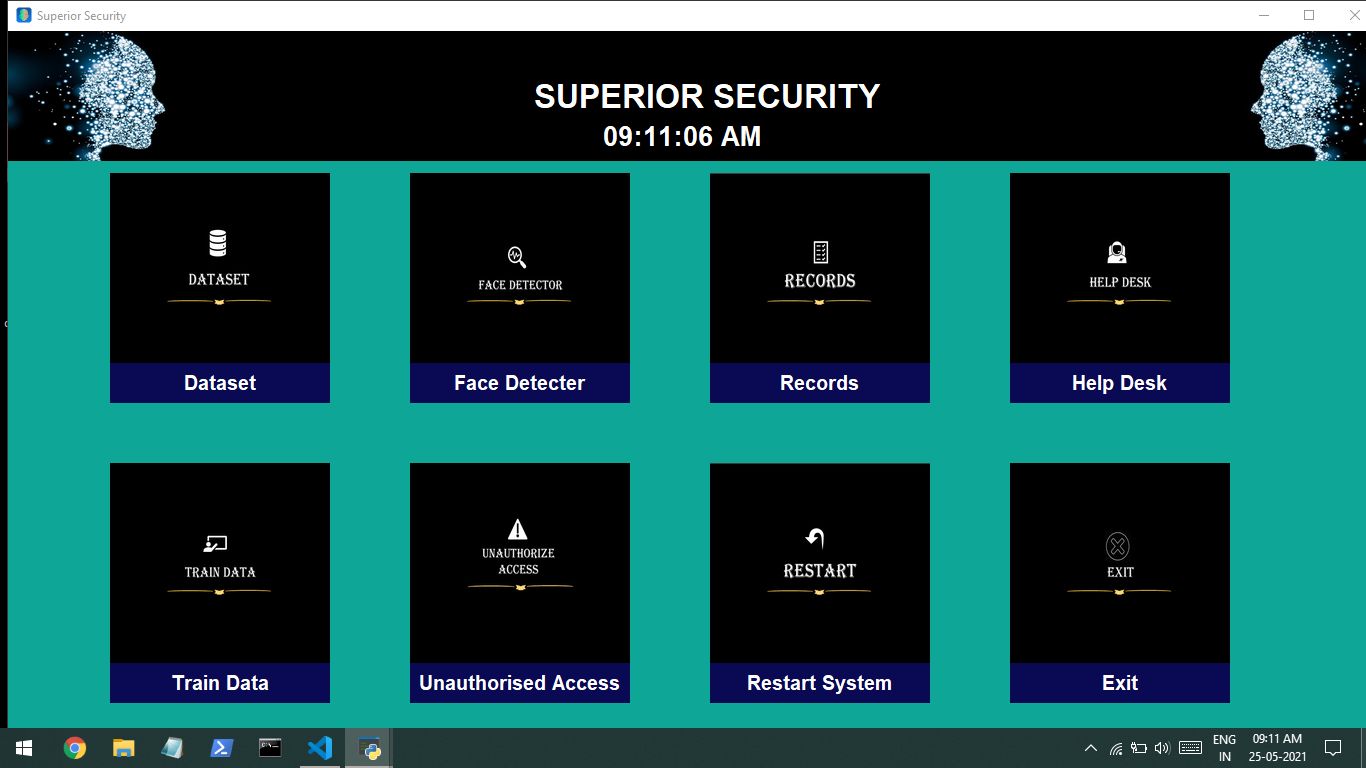 Superior Security
SUPERIOR SECURITY
09:11:06 AM
DATASET
Dataset
FACE DETECTOR
Face Detecter
RECORDS
Records
HELP DESK
Help Desk
TRAIN DATA
Train Data
UNAUTHORIZE
ACCESS
Unauthorised Access
RESTART
Restart System
EXIT
Exit
ENG
IN
09:11 AM
25-05-2021